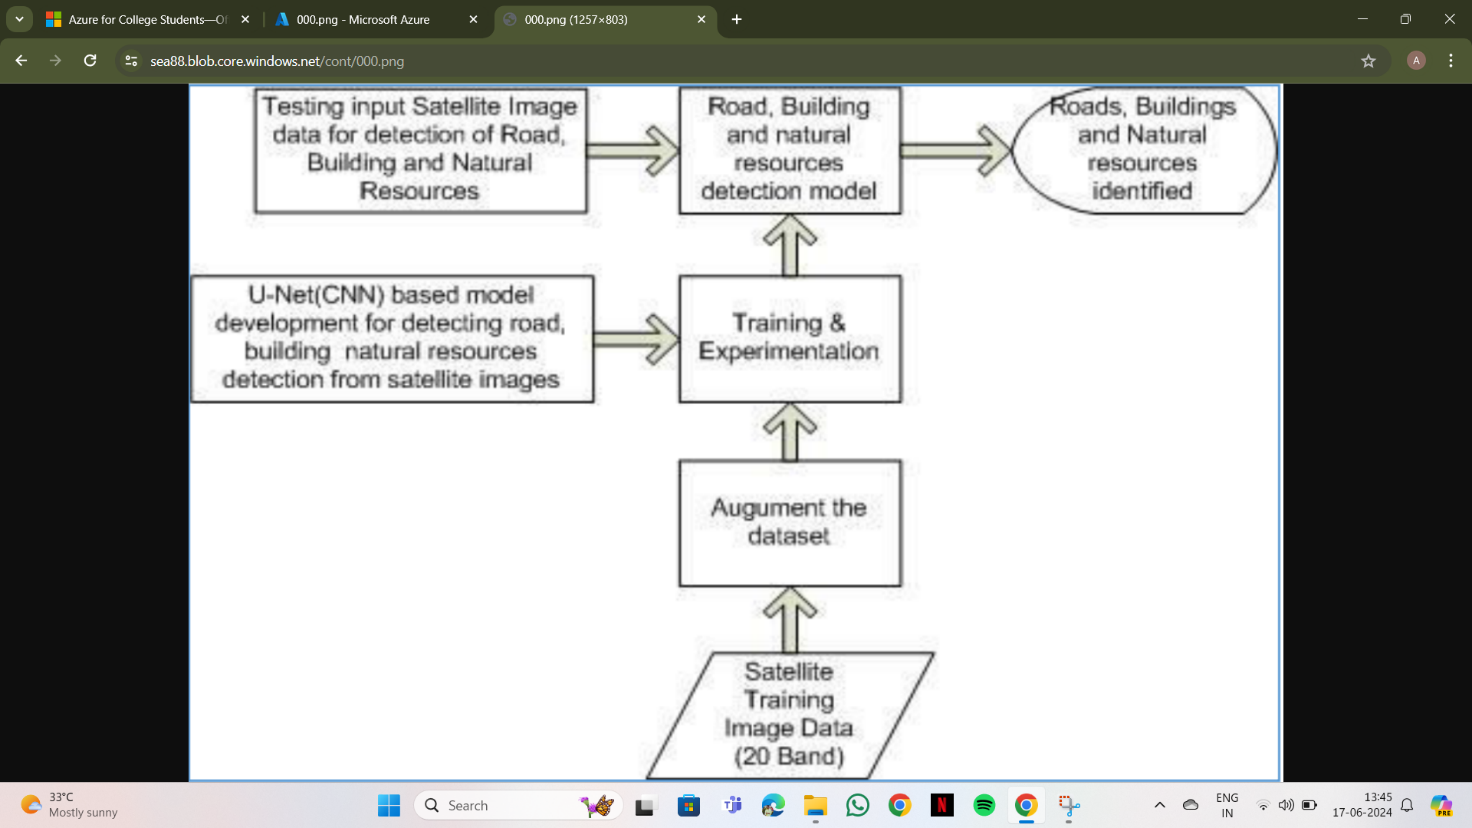 Azure for College Students—Of
000.png - Microsoft Azure
000.png (1257×803)
sea88.blob.core.windows.net/cont/000.png
A
Testing input Satellite Image
data for detection of Road,
Building and Natural
Resources
Road, Building
and natural
resources
detection model
Roads, Buildings
and Natural
resources
identified
U-Net(CNN) based model
development for detecting road,
building natural resources
detection from satellite images
Training &
Experimentation
Augument the
dataset
Satellite
Training
Image Data
(20 Band)
33°C
Mostly sunny
Search
N
ENG
IN
13:45
17-06-2024
PRE